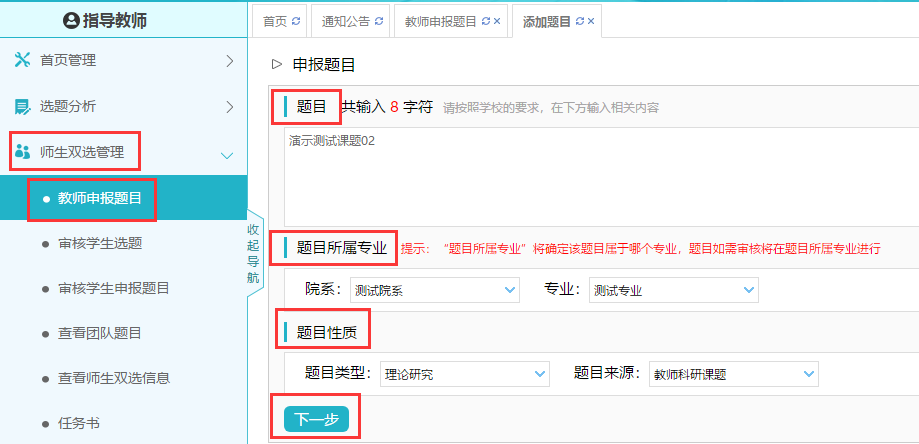 指导教师
首页管理
选题分析
师生双选管理
教师申报题目
审核学生选题
审核学生申报题目
查看团队题目
查看师生双选信息
任务书
收起导航
首页 通知公告 教师申报题目 添加题目
申报题目
题目 共输入 8 字符 请按照学校的要求，在下方输入相关内容
演示测试课题02
题目所属专业 提示：“题目所属专业”将确定该题目属于哪个专业，题目如需审核将在题目所属专业进行
院系： 测试院系 专业： 测试专业
题目性质
题目类型： 理论研究 题目来源： 教师科研课题
下一步